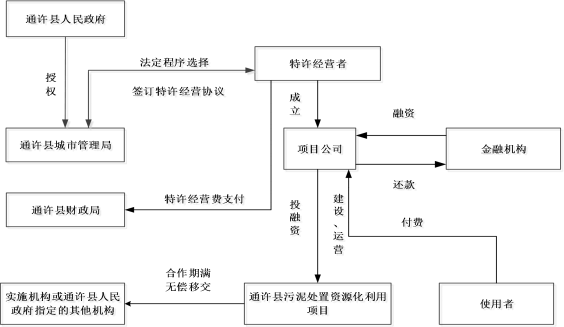 通许县人民政府
授权
法定程序选择
签订特许经营协议
特许经营者
通许县城市管理局
成立
项目公司
融资
金融机构
还款
特许经营费支付
通许县财政局
投融资
建设、运营
付费
合作期满
无偿移交
实施机构或通许县人民
政府指定的其他机构
通许县污泥处置资源化利用
项目
使用者